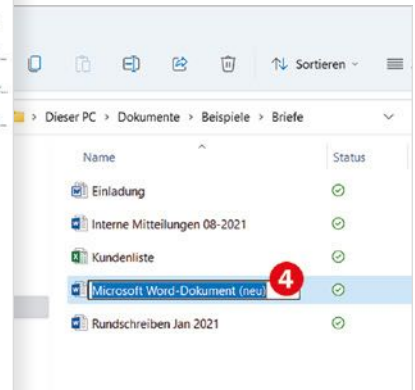 Sortieren
Dieser PC > Dokumente > Beispiele > Briefe
Name Status
Einladung
Interne Mitteilungen 08-2021
Kundenliste
Microsoft Word-Dokument (neu) 4
Rundschreiben Jan 2021